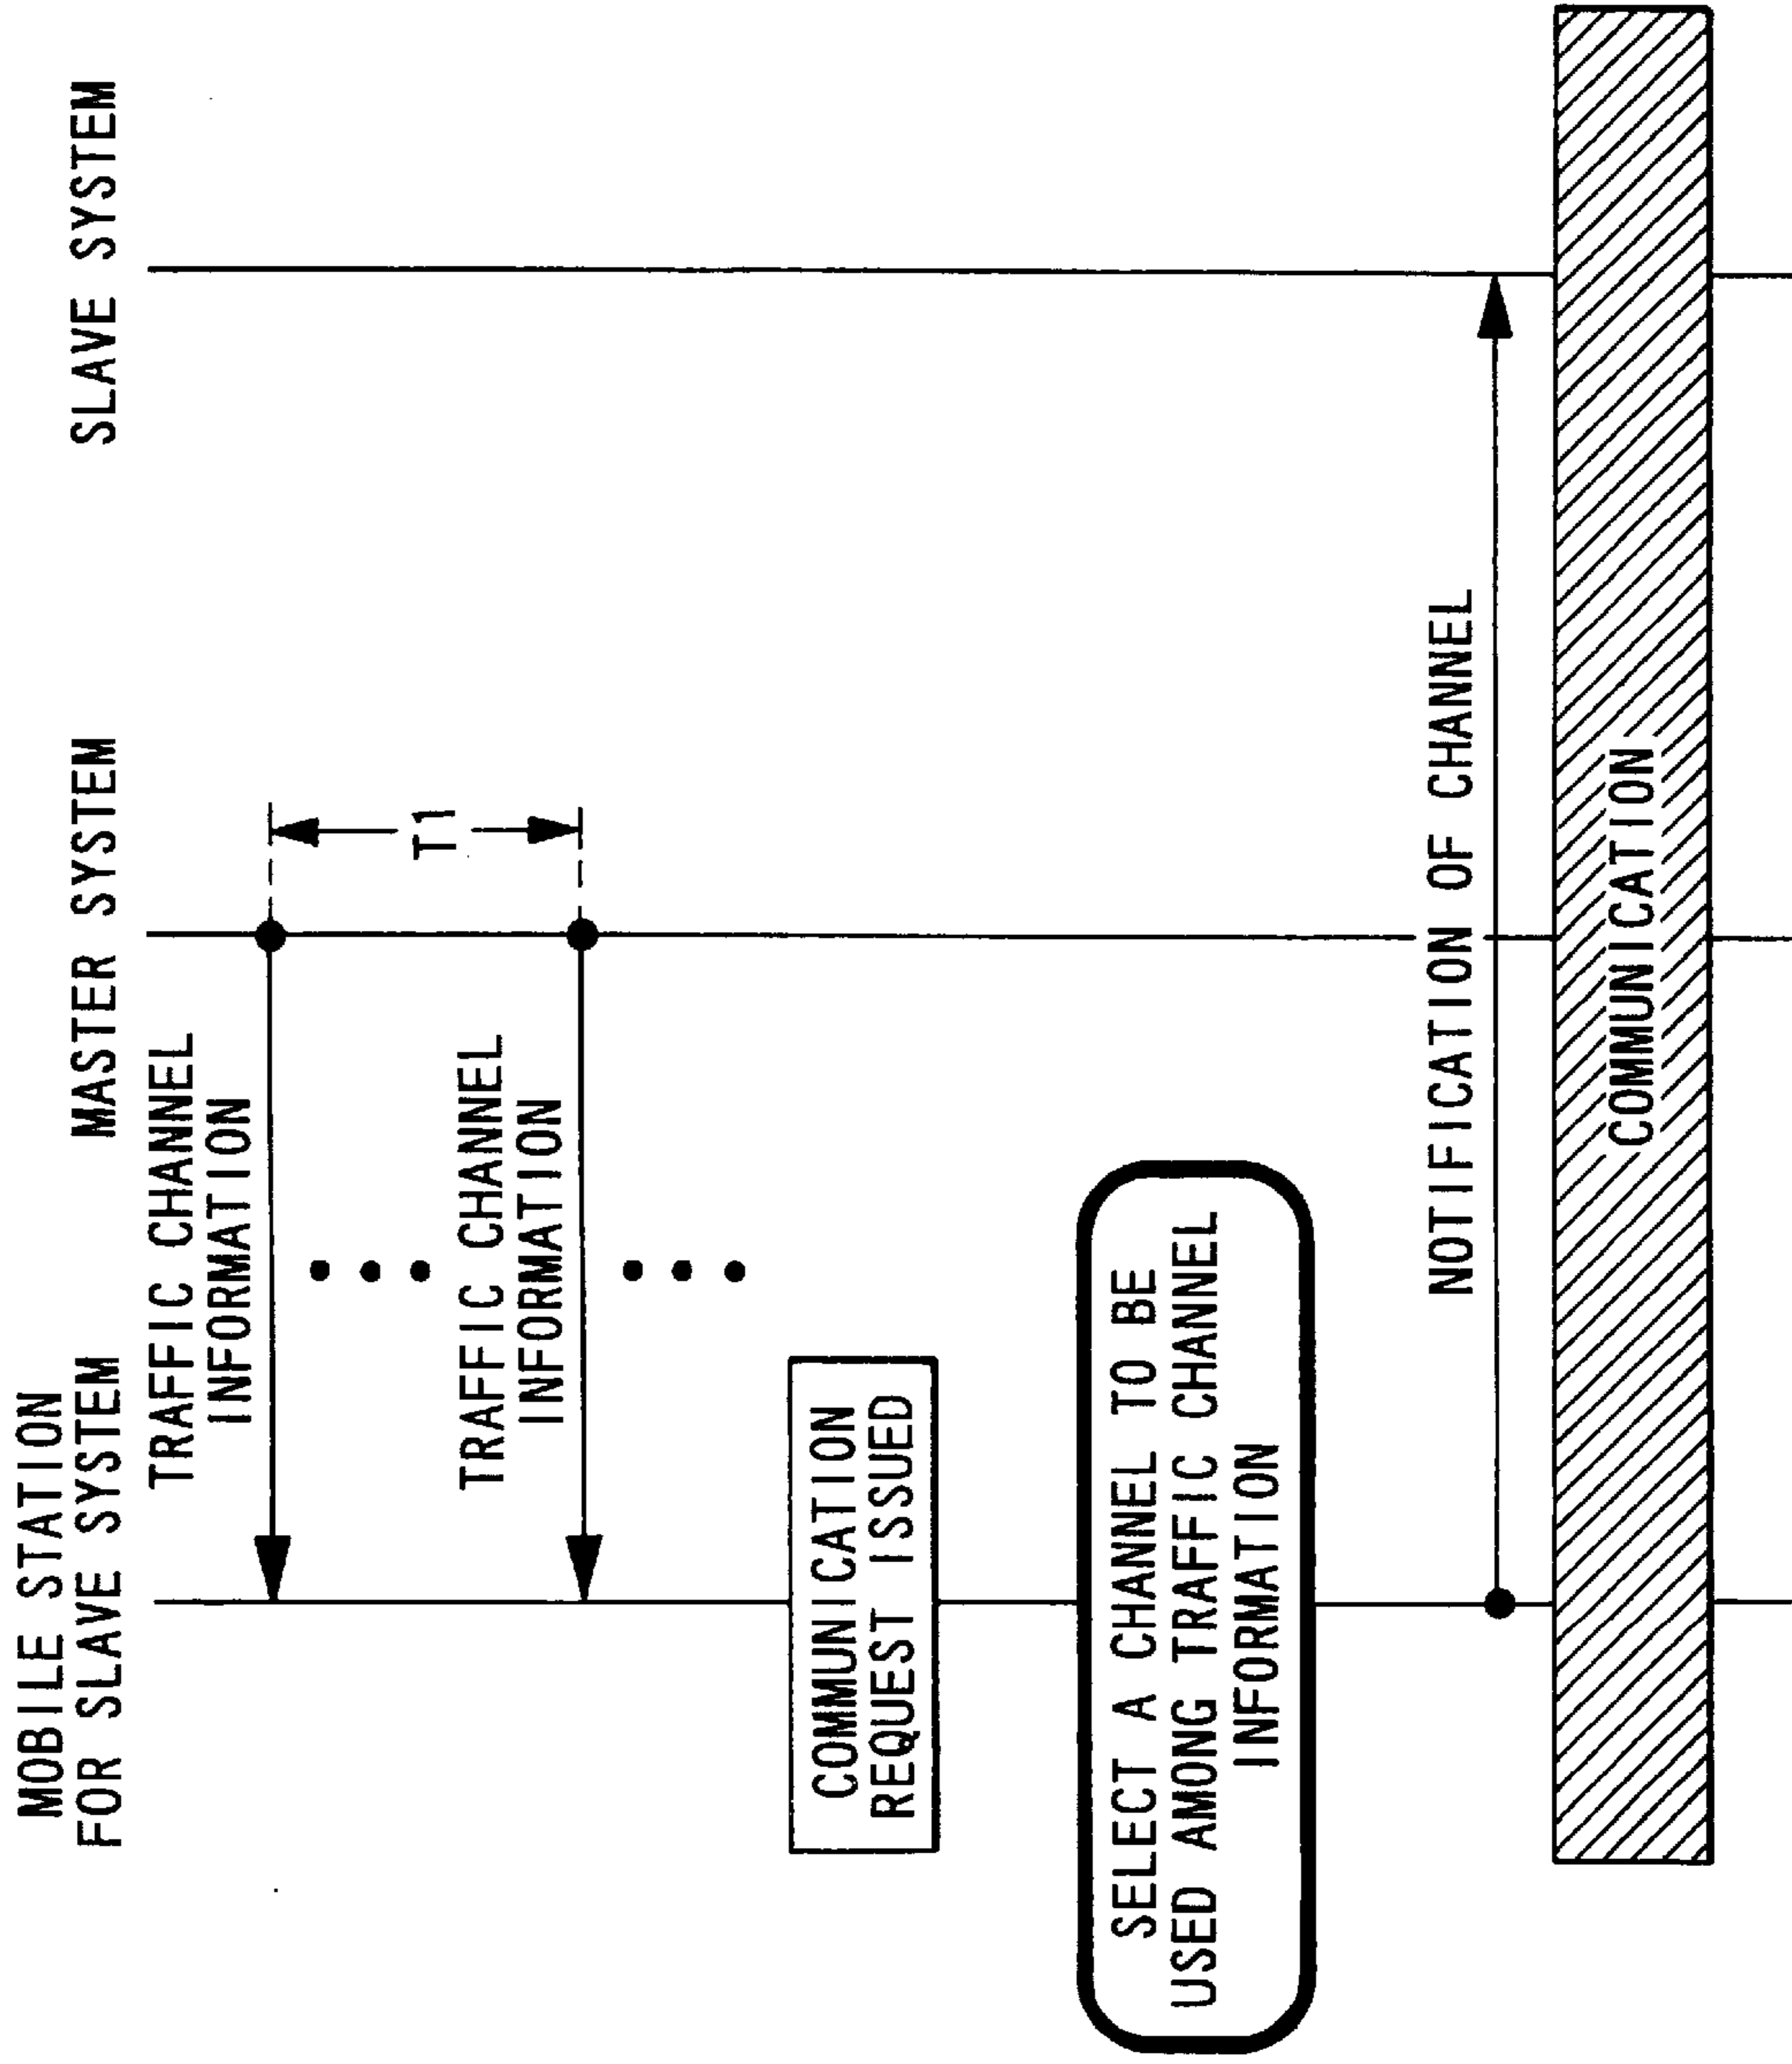 MOBILE STATION
FOR SLAVE SYSTEM
MASTER SYSTEM
SLAVE SYSTEM
TRAFFIC CHANNEL
INFORMATION
T1
TRAFFIC CHANNEL
INFORMATION
COMMUNICATION
REQUEST ISSUED
SELECT A CHANNEL TO BE
USED AMONG TRAFFIC CHANNEL
INFORMATION
NOTIFICATION OF CHANNEL
COMMUNICATION